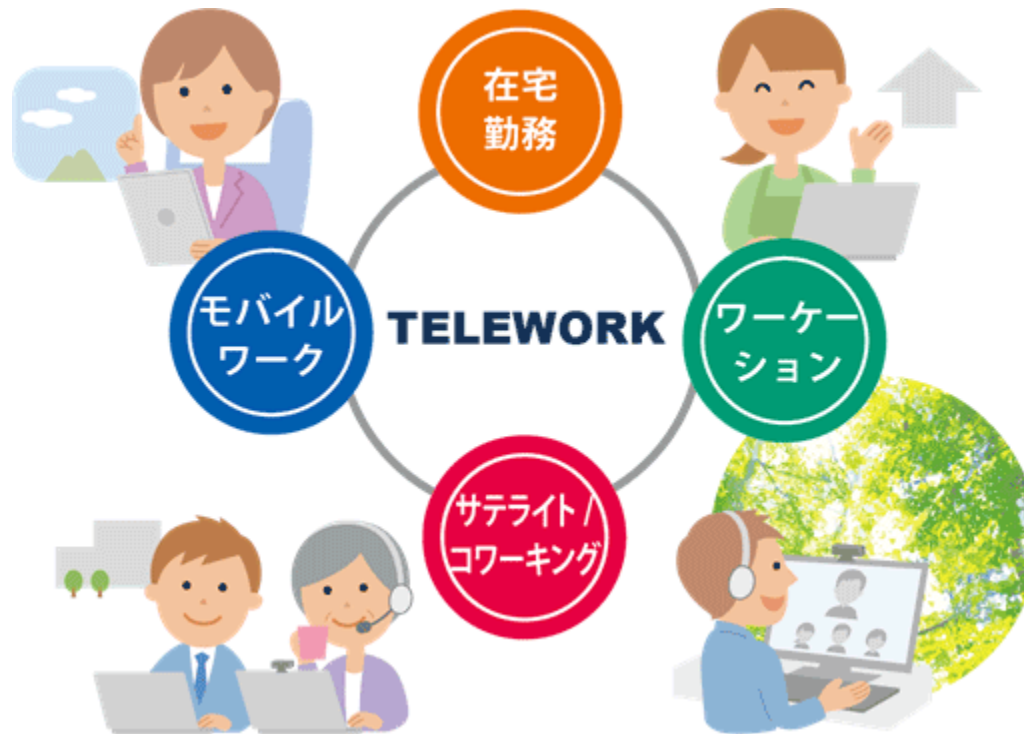 在宅
勤務
モバイル
ワーク
TELEWORK
ワーケー
ション
サテライト /
コワーキング